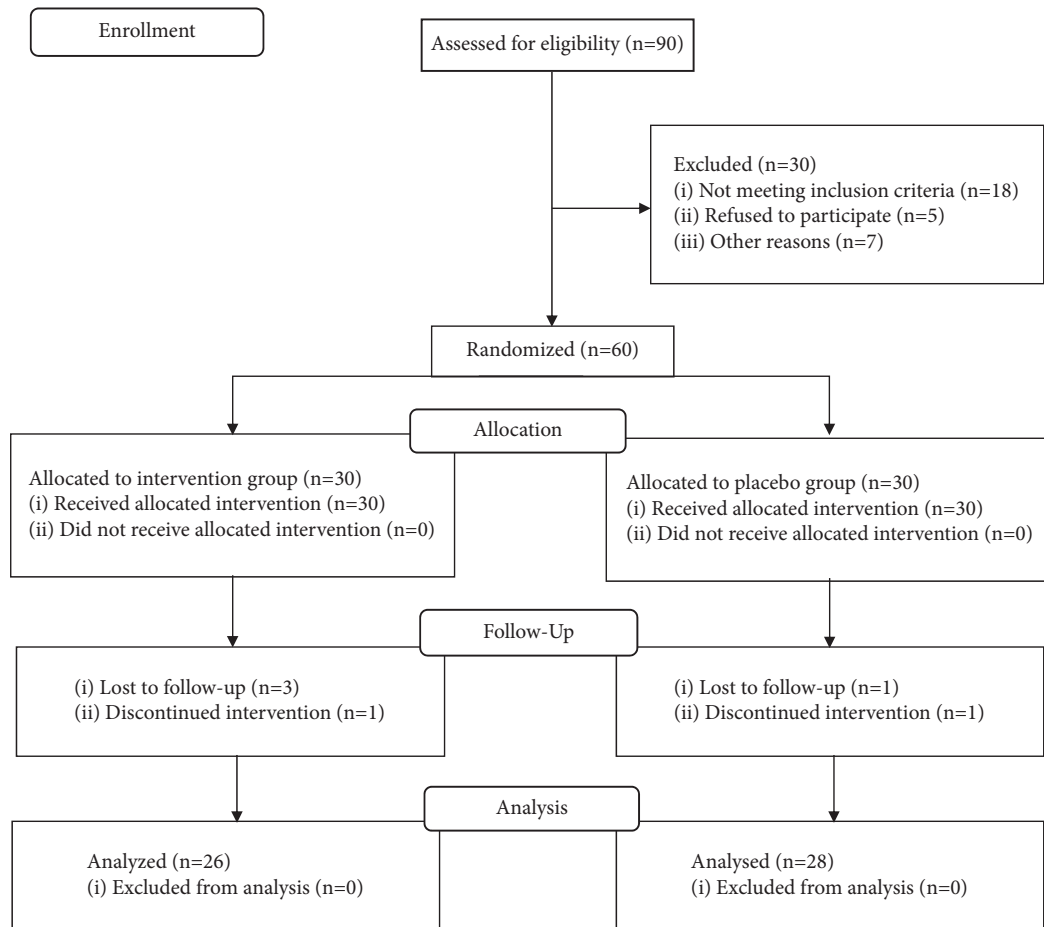 Enrollment
Assessed for eligibility (n=90)
Excluded (n=30)
(i) Not meeting inclusion criteria (n=18)
(ii) Refused to participate (n=5)
(iii) Other reasons (n=7)
Randomized (n=60)
Allocation
Allocated to intervention group (n=30)
(i) Received allocated intervention (n=30)
(ii) Did not receive allocated intervention (n=0)
Allocated to placebo group (n=30)
(i) Received allocated intervention (n=30)
(ii) Did not receive allocated intervention (n=0)
Follow-Up
(i) Lost to follow-up (n=3)
(ii) Discontinued intervention (n=1)
(i) Lost to follow-up (n=1)
(ii) Discontinued intervention (n=1)
Analysis
Analyzed (n=26)
(i) Excluded from analysis (n=0)
Analysed (n=28)
(i) Excluded from analysis (n=0)